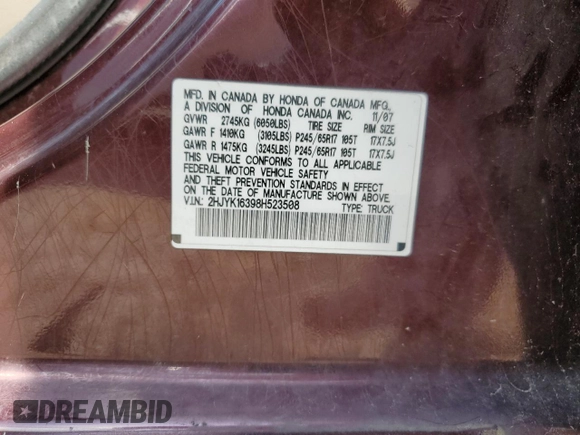 MFD. IN CANADA BY HONDA OF CANADA MFG.,
A DIVISION OF HONDA CANADA INC. 11/07
GVWR 2745KG (6050LBS) TIRE SIZE RIM SIZE
GAWR F 1410KG (3105LBS) P245/65R17 105T 17X7.5J
GAWR R 1475KG (3245LBS) P245/65R17 105T 17X7.5J
THIS VEHICLE CONFORMS TO ALL APPLICABLE
FEDERAL MOTOR VEHICLE SAFETY
AND THEFT PREVENTION STANDARDS IN EFFECT
ON THE DATE OF MANUFACTURE SHOWN ABOVE.
V.I.N: 2HJYK16398H523508 TYPE: TRUCK
DREAMBID